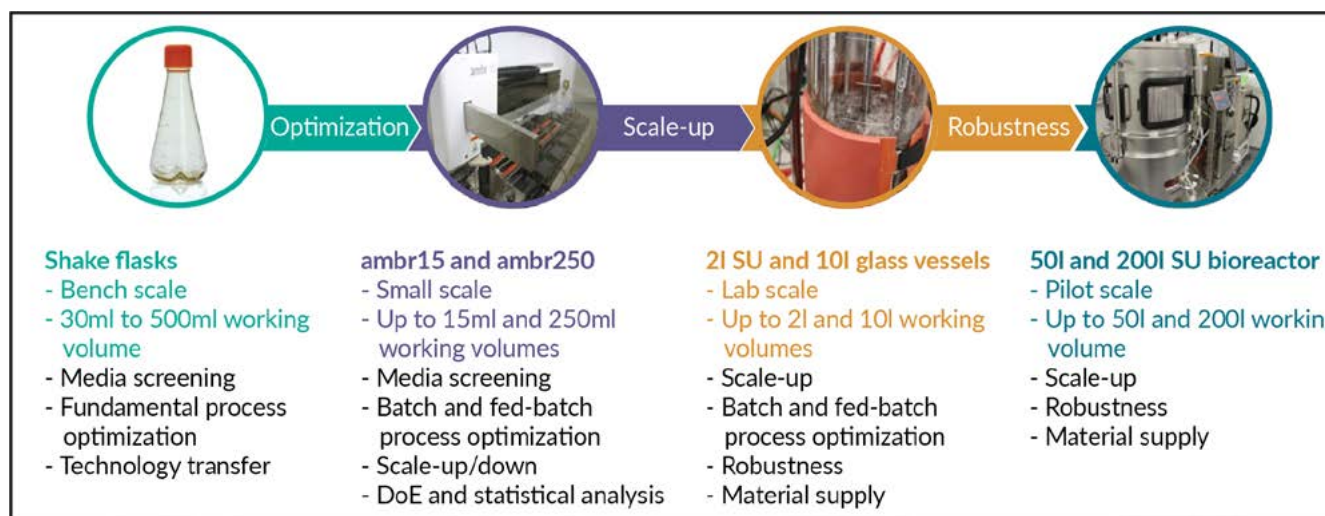 Optimization
Scale-up
Robustness
Shake flasks
- Bench scale
- 30ml to 500ml working
volume
- Media screening
- Fundamental process
optimization
- Technology transfer
ambr15 and ambr250
- Small scale
- Up to 15ml and 250ml
working volumes
- Media screening
- Batch and fed-batch
process optimization
- Scale-up/down
- DoE and statistical analysis
2l SU and 10l glass vessels
- Lab scale
- Up to 2l and 10l working
volumes
- Scale-up
- Batch and fed-batch
process optimization
- Robustness
- Material supply
50l and 200l SU bioreactor
- Pilot scale
- Up to 50l and 200l workin
volume
- Scale-up
- Robustness
- Material supply